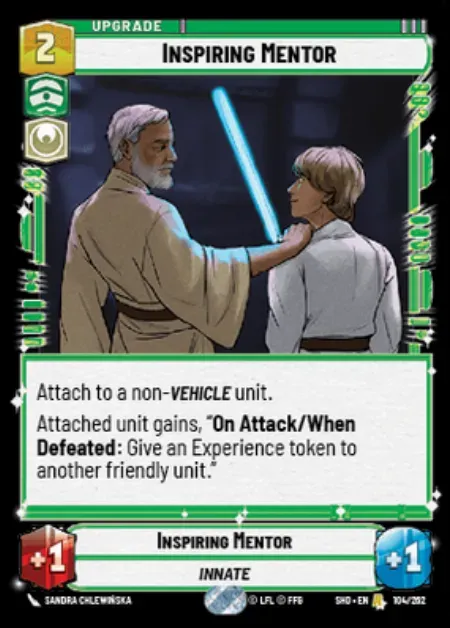 UPGRADE
2
INSPIRING MENTOR
Attach to a non-VEHICLE unit.
Attached unit gains, "On Attack/When
Defeated: Give an Experience token to
another friendly unit."
+1
INSPIRING MENTOR
+1
INNATE
SANDRA CHLEWIŃSKA
© LFL © FFG
SHD • EN
104/262